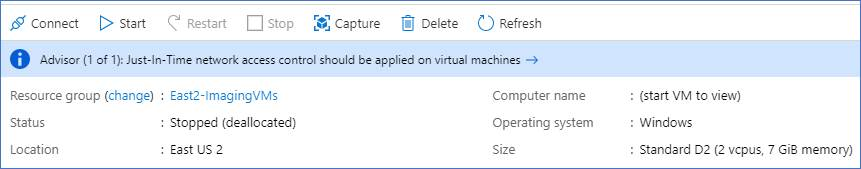 Connect Start Restart Stop Capture Delete Refresh
Advisor (1 of 1): Just-In-Time network access control should be applied on virtual machines →
Resource group (change) : East2-ImagingVMs Computer name : (start VM to view)
Status : Stopped (deallocated) Operating system : Windows
Location : East US 2 Size : Standard D2 (2 vcpus, 7 GiB memory)